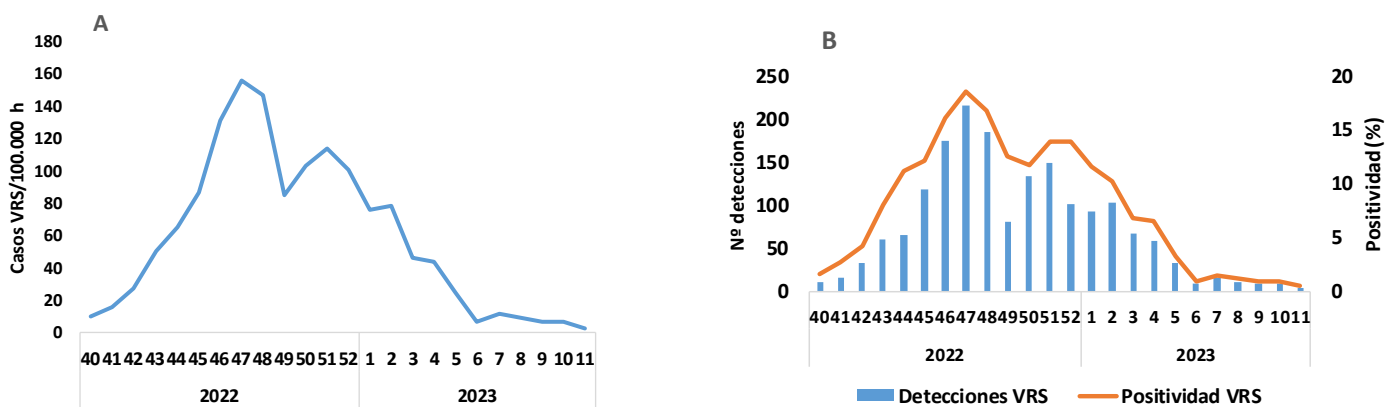 A
Casos VRS/100.000 h
180
160
140
120
100
80
60
40
20
0
40 41 42 43 44 45 46 47 48 49 50 51 52 1 2 3 4 5 6 7 8 9 10 11
2022 2023
B
Nº detecciones
250
200
150
100
50
0
Positividad (%)
20
15
10
5
0
40 41 42 43 44 45 46 47 48 49 50 51 52 1 2 3 4 5 6 7 8 9 10 11
2022 2023
Detecciones VRS Positividad VRS